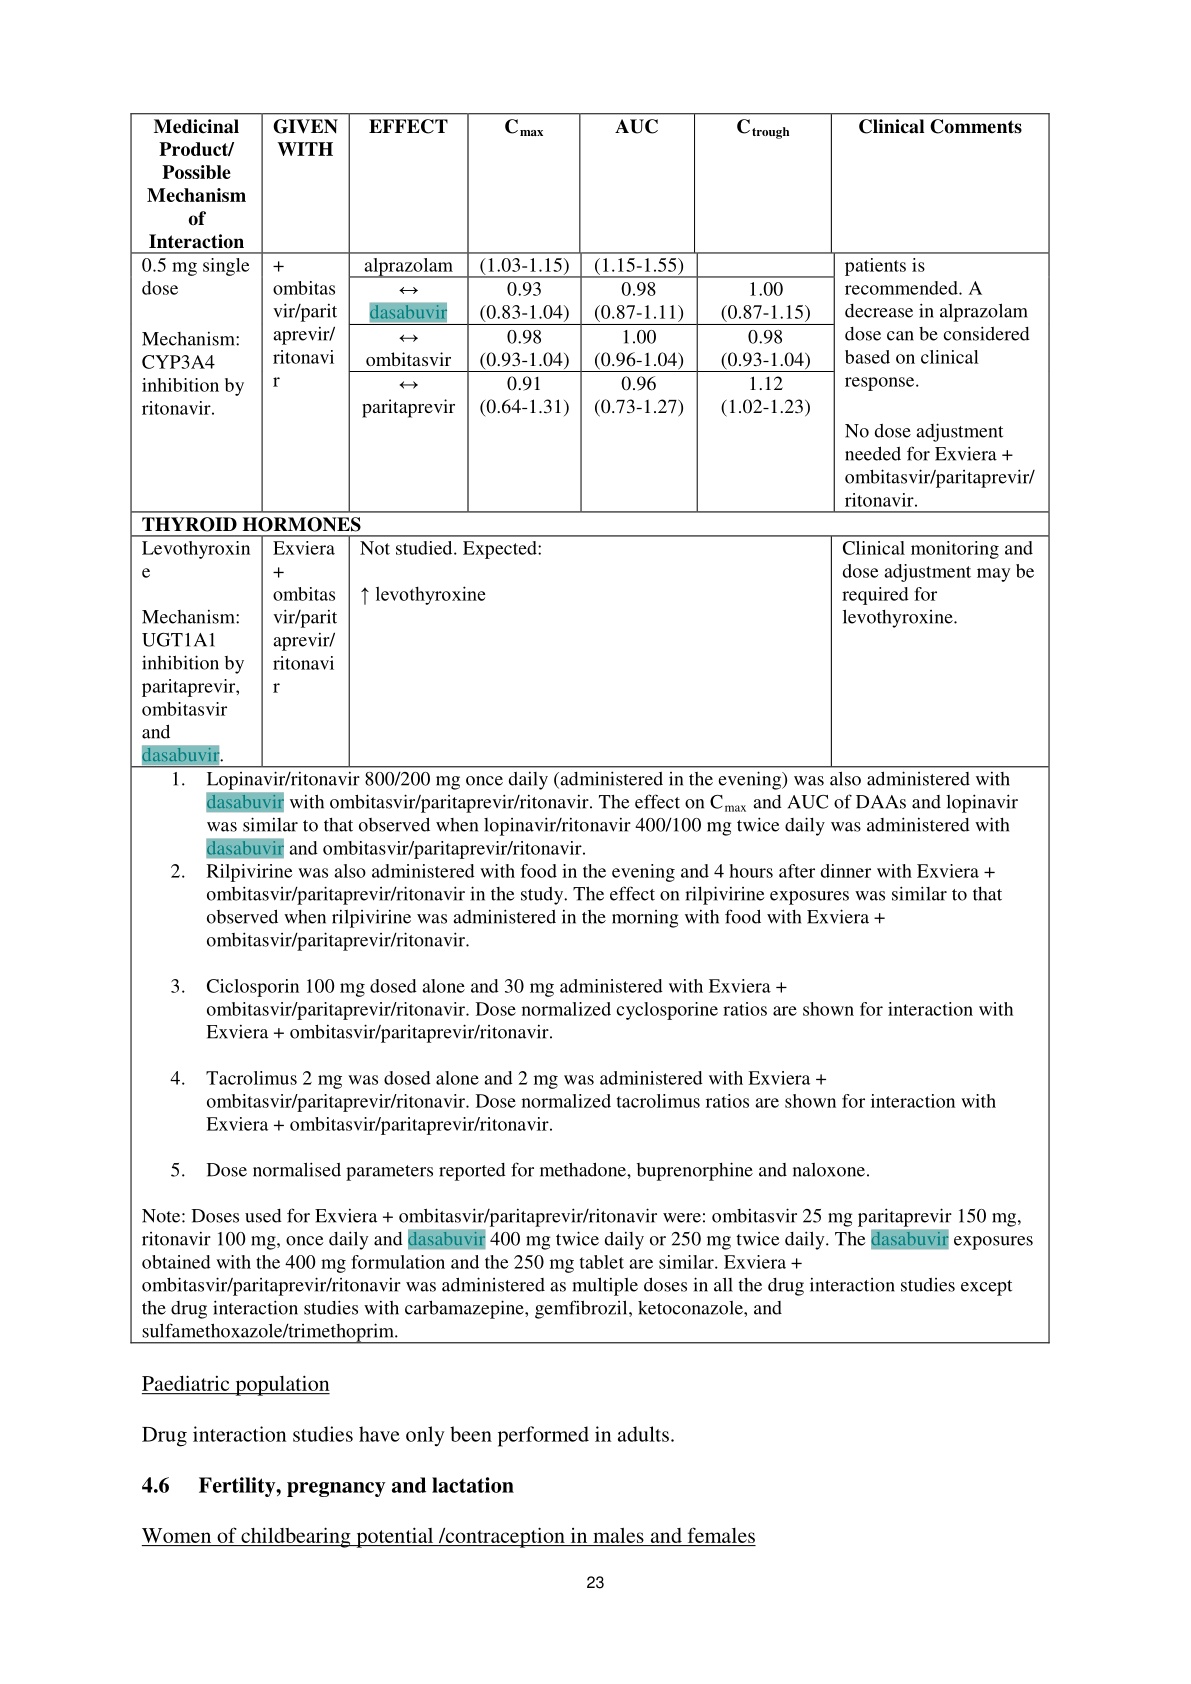 Medicinal Product/ Possible Mechanism of Interaction	GIVEN WITH	EFFECT	Cmax	AUC	Ctrough	Clinical Comments
0.5 mg single
dose

Mechanism:
CYP3A4
inhibition by
ritonavir.
+
ombitas
vir/parit
aprevir/
ritonavi
r
alprazolam	(1.03-1.15)	(1.15-1.55)
↔	0.93	0.98	1.00
dasabuvir	(0.83-1.04)	(0.87-1.11)	(0.87-1.15)
↔	0.98	1.00	0.98
ombitasvir	(0.93-1.04)	(0.96-1.04)	(0.93-1.04)
↔	0.91	0.96	1.12
paritaprevir	(0.64-1.31)	(0.73-1.27)	(1.02-1.23)
patients is
recommended. A
decrease in alprazolam
dose can be considered
based on clinical
response.

No dose adjustment
needed for Exviera +
ombitasvir/paritaprevir/
ritonavir.
THYROID HORMONES
Levothyroxin
e

Mechanism:
UGT1A1
inhibition by
paritaprevir,
ombitasvir
and
dasabuvir.
Exviera
+
ombitas
vir/parit
aprevir/
ritonavi
r
Not studied. Expected:

↑ levothyroxine
Clinical monitoring and
dose adjustment may be
required for
levothyroxine.
1. Lopinavir/ritonavir 800/200 mg once daily (administered in the evening) was also administered with
dasabuvir with ombitasvir/paritaprevir/ritonavir. The effect on Cmax and AUC of DAAs and lopinavir
was similar to that observed when lopinavir/ritonavir 400/100 mg twice daily was administered with
dasabuvir and ombitasvir/paritaprevir/ritonavir.
2. Rilpivirine was also administered with food in the evening and 4 hours after dinner with Exviera +
ombitasvir/paritaprevir/ritonavir in the study. The effect on rilpivirine exposures was similar to that
observed when rilpivirine was administered in the morning with food with Exviera +
ombitasvir/paritaprevir/ritonavir.

3. Ciclosporin 100 mg dosed alone and 30 mg administered with Exviera +
ombitasvir/paritaprevir/ritonavir. Dose normalized cyclosporine ratios are shown for interaction with
Exviera + ombitasvir/paritaprevir/ritonavir.

4. Tacrolimus 2 mg was dosed alone and 2 mg was administered with Exviera +
ombitasvir/paritaprevir/ritonavir. Dose normalized tacrolimus ratios are shown for interaction with
Exviera + ombitasvir/paritaprevir/ritonavir.

5. Dose normalised parameters reported for methadone, buprenorphine and naloxone.

Note: Doses used for Exviera + ombitasvir/paritaprevir/ritonavir were: ombitasvir 25 mg paritaprevir 150 mg,
ritonavir 100 mg, once daily and dasabuvir 400 mg twice daily or 250 mg twice daily. The dasabuvir exposures
obtained with the 400 mg formulation and the 250 mg tablet are similar. Exviera +
ombitasvir/paritaprevir/ritonavir was administered as multiple doses in all the drug interaction studies except
the drug interaction studies with carbamazepine, gemfibrozil, ketoconazole, and
sulfamethoxazole/trimethoprim.

Paediatric population

Drug interaction studies have only been performed in adults.

4.6 Fertility, pregnancy and lactation

Women of childbearing potential /contraception in males and females

23